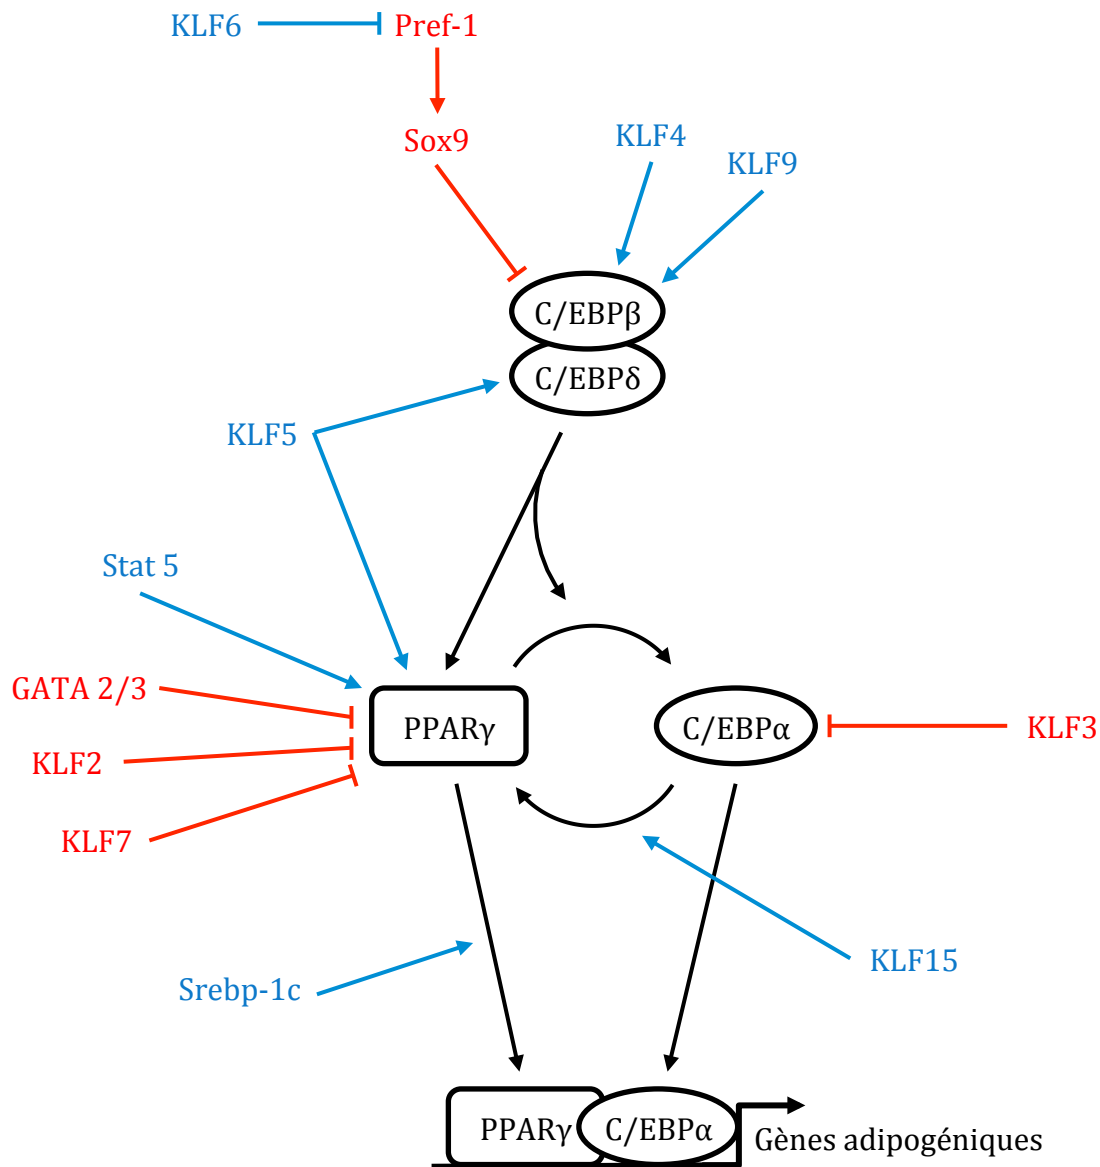 KLF6
Pref-1
Sox9
KLF4
KLF9
C/EBPβ
C/EBPδ
KLF5
Stat 5
GATA 2/3
PPARγ
C/EBPα
KLF3
KLF2
KLF7
KLF15
Srebp-1c
PPARγ
C/EBPα
Gènes adipogéniques